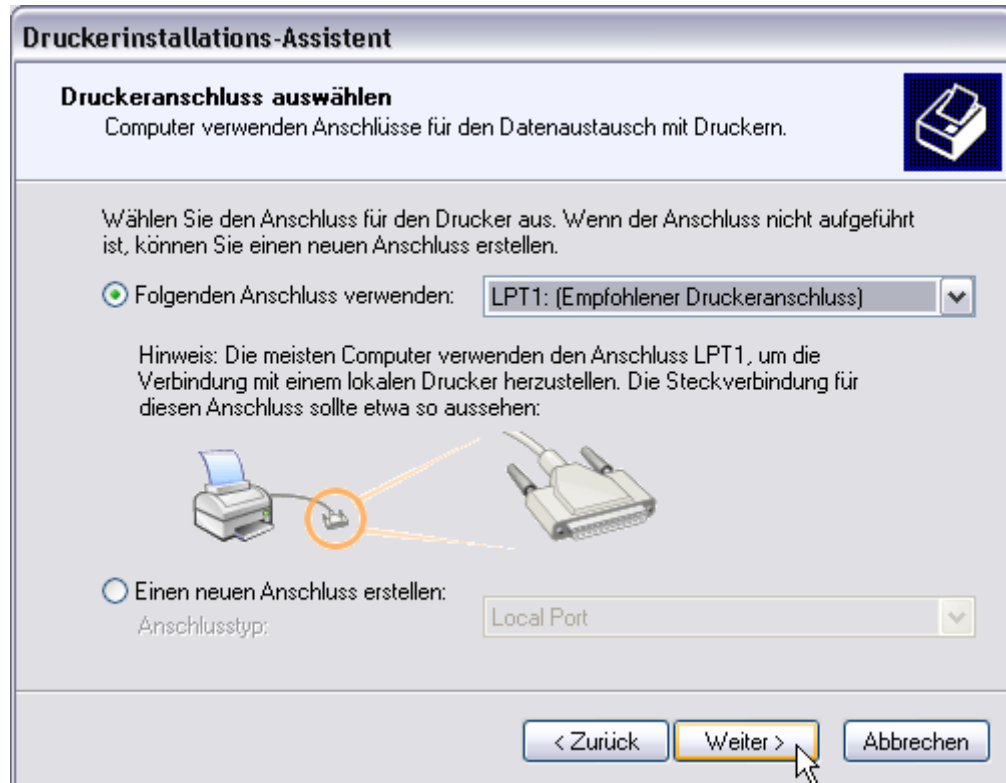 Druckerinstallations-Assistent
Druckeranschluss auswählen
Computer verwenden Anschlüsse für den Datenaustausch mit Druckern.
Wählen Sie den Anschluss für den Drucker aus. Wenn der Anschluss nicht aufgeführt
ist, können Sie einen neuen Anschluss erstellen.
Folgenden Anschluss verwenden: LPT1: (Empfohlener Druckeranschluss)
Hinweis: Die meisten Computer verwenden den Anschluss LPT1, um die
Verbindung mit einem lokalen Drucker herzustellen. Die Steckverbindung für
diesen Anschluss sollte etwa so aussehen:
Einen neuen Anschluss erstellen:
Anschlusstyp: Local Port
< Zurück Weiter > Abbrechen